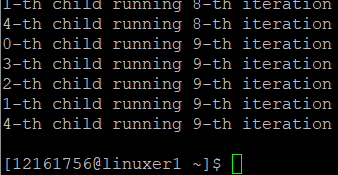 1-th child running 8-th iteration
4-th child running 8-th iteration
0-th child running 9-th iteration
3-th child running 9-th iteration
2-th child running 9-th iteration
1-th child running 9-th iteration
4-th child running 9-th iteration
[12161756@linuxer1 ~]$